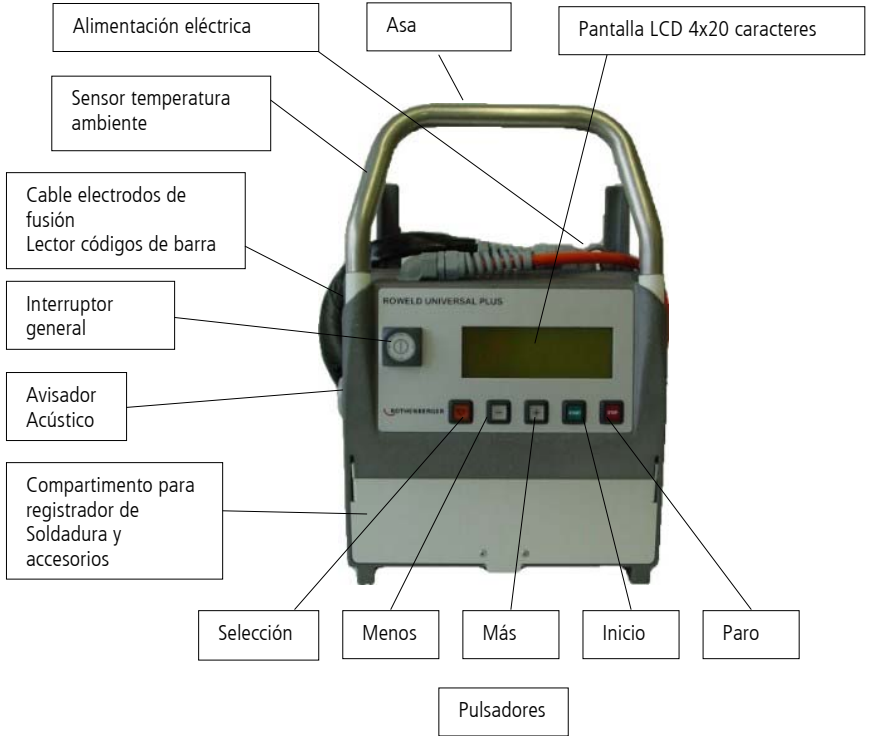 Alimentación eléctrica
Asa
Pantalla LCD 4x20 caracteres
Sensor temperatura
ambiente
Cable electrodos de
fusión
Lector códigos de barra
Interruptor
general
Avisador
Acústico
Compartimento para
registrador de
Soldadura y
accesorios
ROWELD UNIVERSAL PLUS
ROTHENBERGER
START
STOP
Selección
Menos
Más
Inicio
Paro
Pulsadores